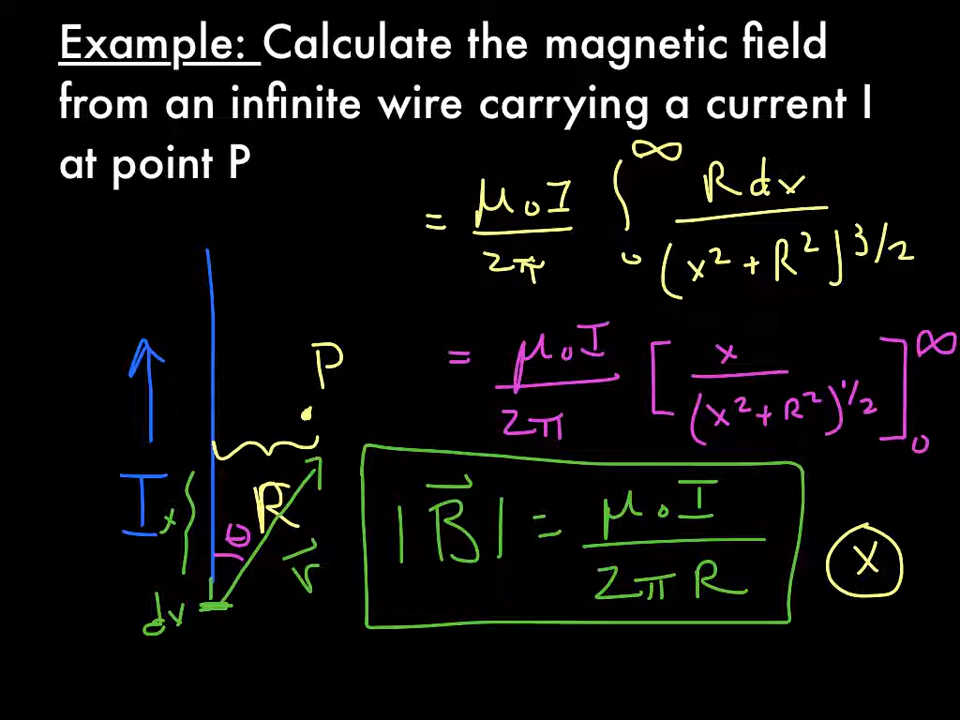 Example: Calculate the magnetic field
from an infinite wire carrying a current I
at point P
= μ₀I/2π ∫₀^∞ R dx/(x² + R²)^3/2
= μ₀I/2π [x/(x² + R²)^1/2]₀^∞
P
I
x
θ
R
r⃗
|B⃗| = μ₀I/2πR
X